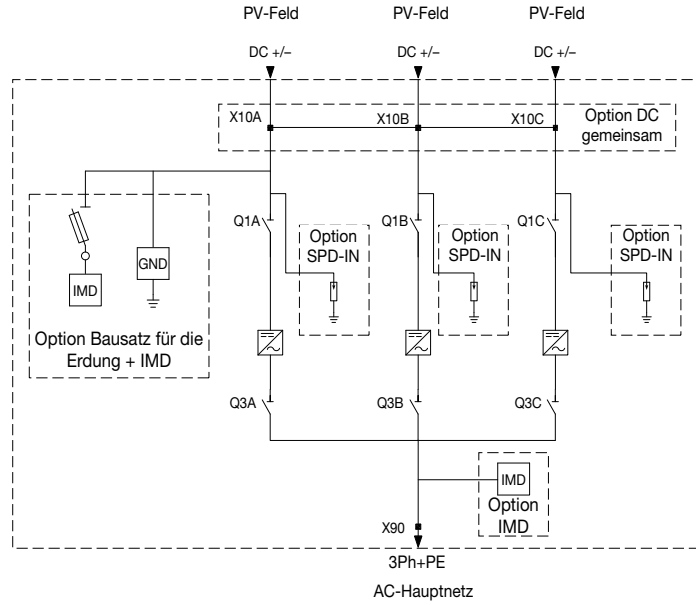 PV-Feld PV-Feld PV-Feld
DC +/– DC +/– DC +/–
X10A X10B X10C Option DC
gemeinsam
Q1A Q1B Q1C
Option Option Option
SPD-IN SPD-IN SPD-IN
IMD GND
Option Bausatz für die
Erdung + IMD
Q3A Q3B Q3C
IMD
Option
IMD
X90
3Ph+PE
AC-Hauptnetz